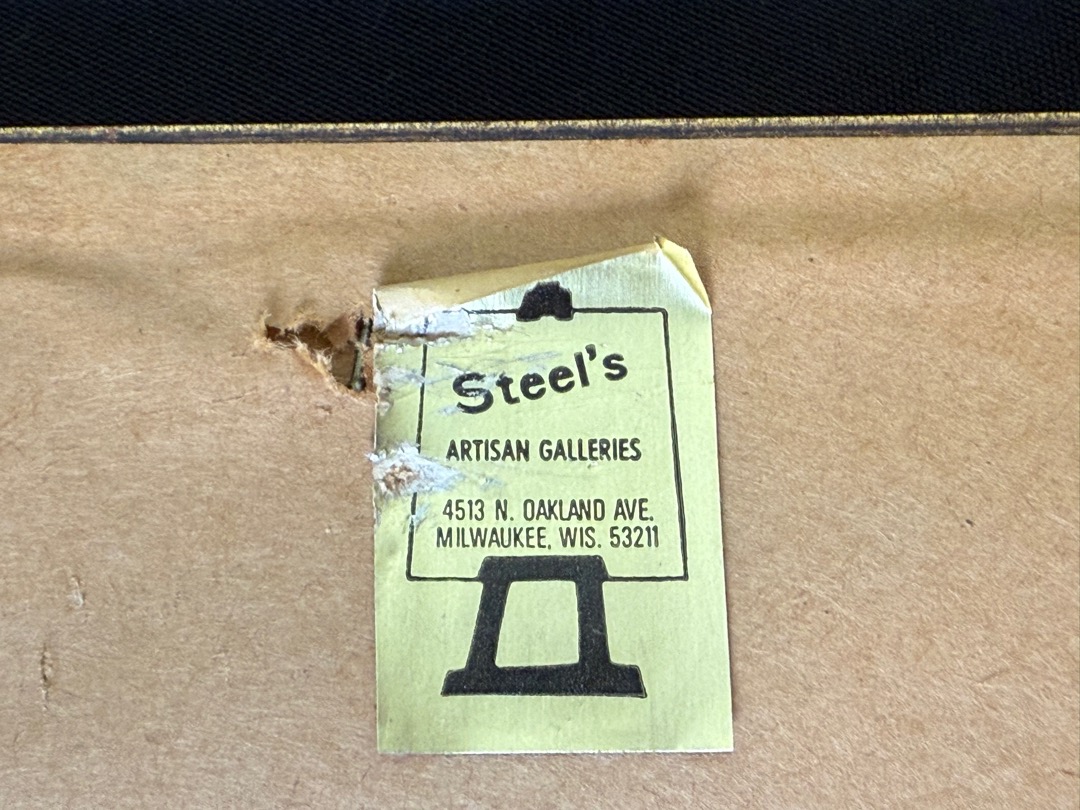 Steel's
ARTISAN GALLERIES
4513 N. OAKLAND AVE.
MILWAUKEE, WIS. 53211